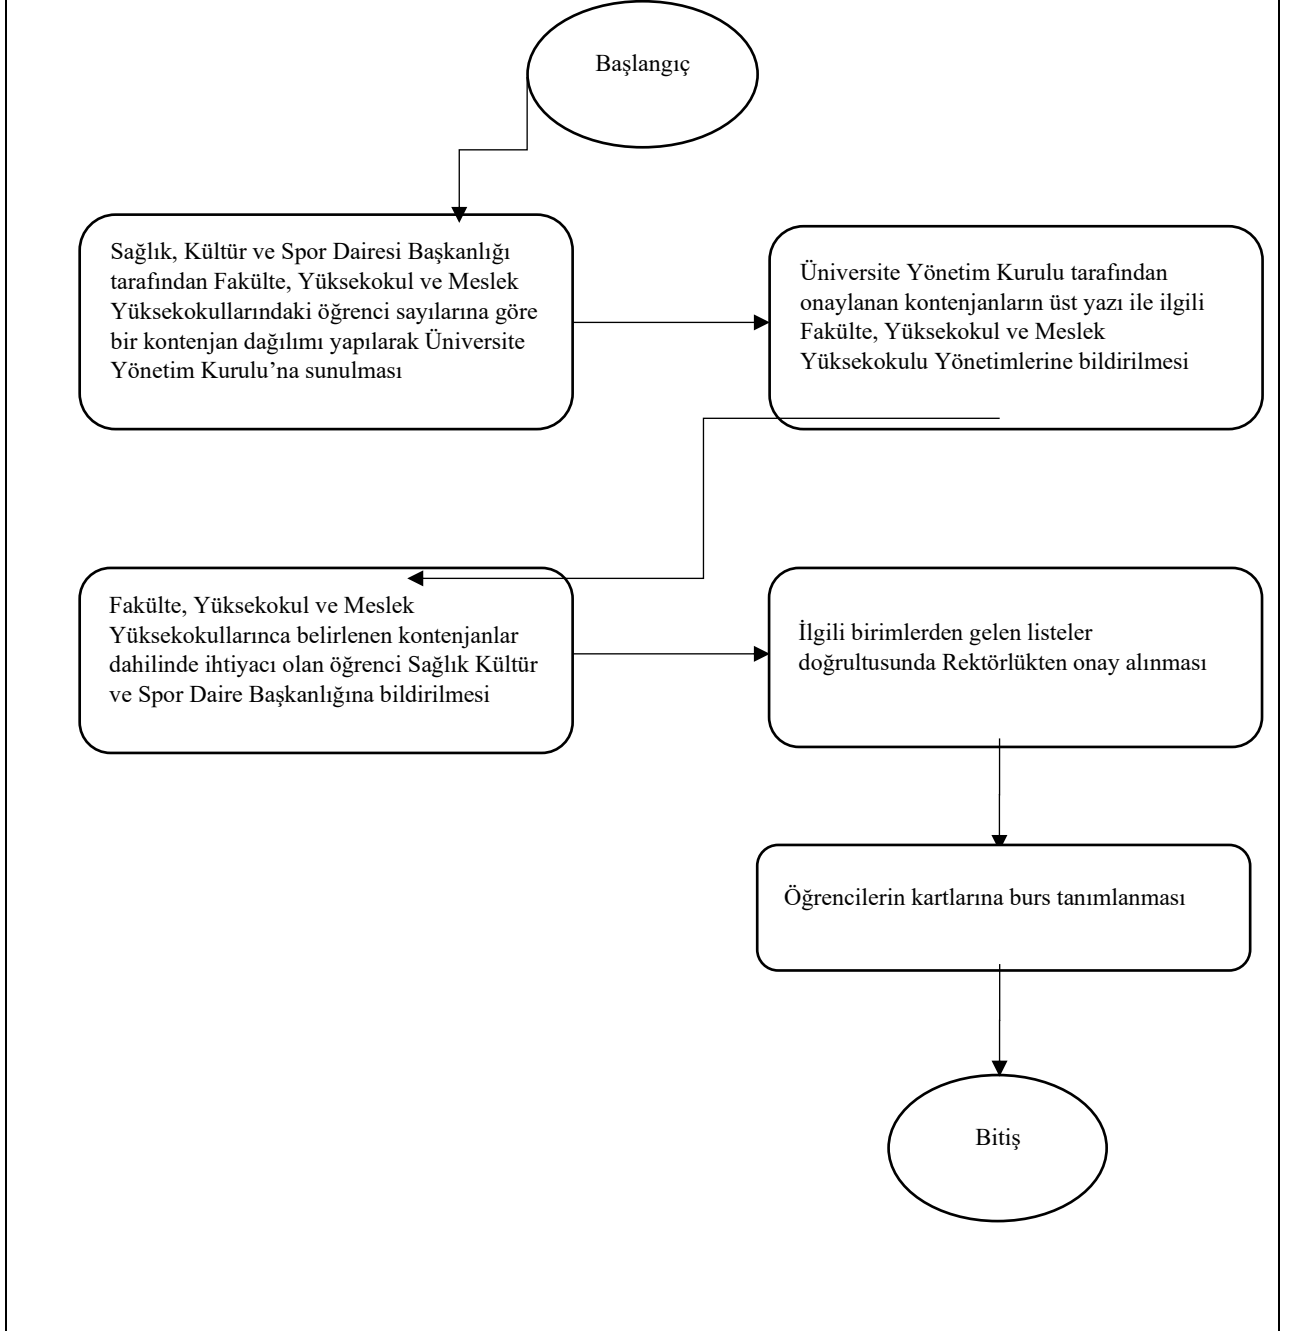 Başlangıç
Sağlık, Kültür ve Spor Dairesi Başkanlığı
tarafından Fakülte, Yüksekokul ve Meslek
Yüksekokullarındaki öğrenci sayılarına göre
bir kontenjan dağılımı yapılarak Üniversite
Yönetim Kurulu’na sunulması
Üniversite Yönetim Kurulu tarafından
onaylanan kontenjanların üst yazı ile ilgili
Fakülte, Yüksekokul ve Meslek
Yüksekokulu Yönetimlerine bildirilmesi
Fakülte, Yüksekokul ve Meslek
Yüksekokullarınca belirlenen kontenjanlar
dahilinde ihtiyacı olan öğrenci Sağlık Kültür
ve Spor Daire Başkanlığına bildirilmesi
İlgili birimlerden gelen listeler
doğrultusunda Rektörlükten onay alınması
Öğrencilerin kartlarına burs tanımlanması
Bitiş